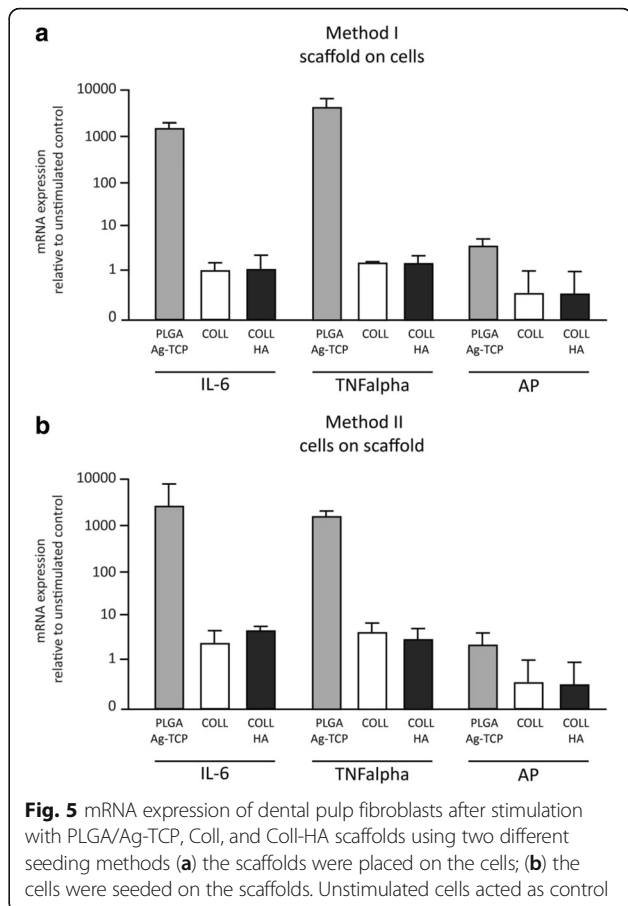 a
Method I
scaffold on cells
mRNA expression
relative to unstimulated control
10000
1000
100
10
1
0
PLGA Ag-TCP COLL COLL HA PLGA Ag-TCP COLL COLL HA PLGA Ag-TCP COLL COLL HA
IL-6 TNFalpha AP
b
Method II
cells on scaffold
mRNA expression
relative to unstimulated control
10000
1000
100
10
1
0
PLGA Ag-TCP COLL COLL HA PLGA Ag-TCP COLL COLL HA PLGA Ag-TCP COLL COLL HA
IL-6 TNFalpha AP
Fig. 5 mRNA expression of dental pulp fibroblasts after stimulation
with PLGA/Ag-TCP, Coll, and Coll-HA scaffolds using two different
seeding methods (a) the scaffolds were placed on the cells; (b) the
cells were seeded on the scaffolds. Unstimulated cells acted as control